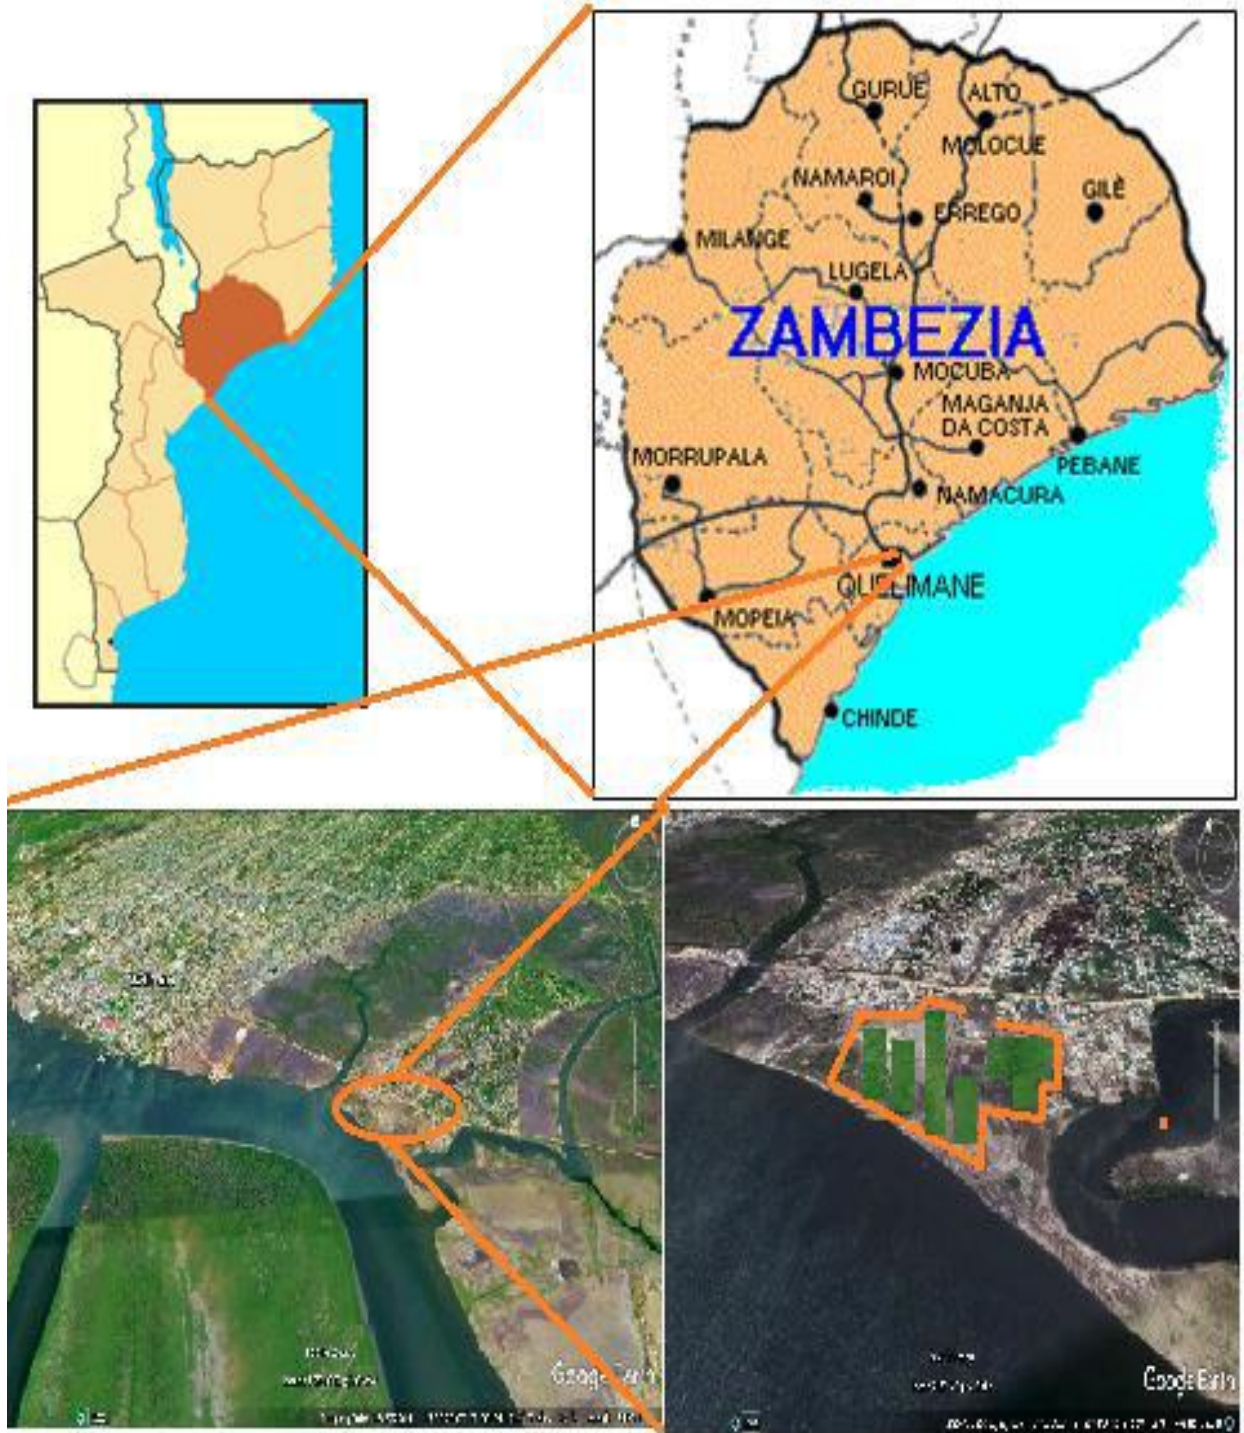 GURUE
ALTO
MOLOCUE
NAMAROI
GILÈ
ERREGO
MILANGE
LUGELA
ZAMBEZIA
MOCUBA
MAGANJA
DA COSTA
MORRUPALA
PEBANE
NAMACURA
QUELIMANE
MOPEIA
CHINDE
Google Earth
Google Earth